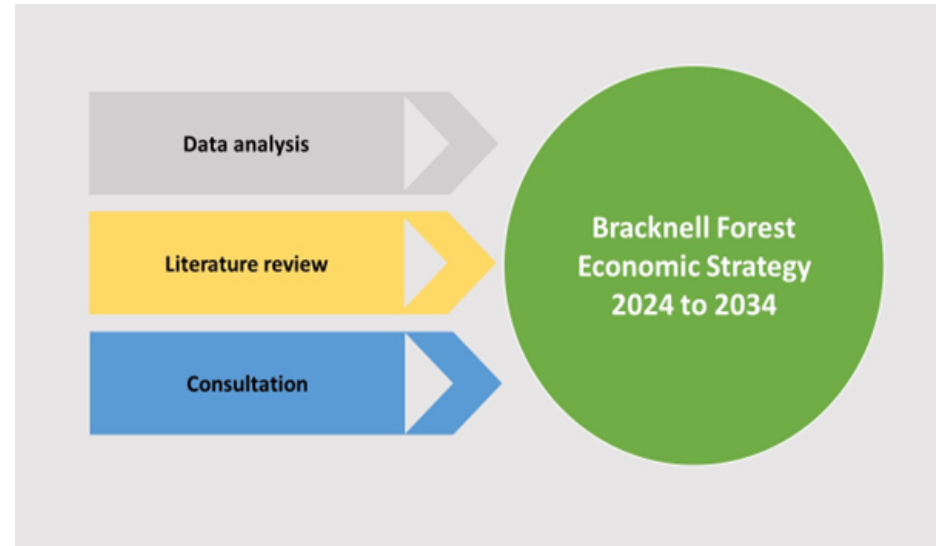 Data analysis
Literature review
Consultation
Bracknell Forest
Economic Strategy
2024 to 2034